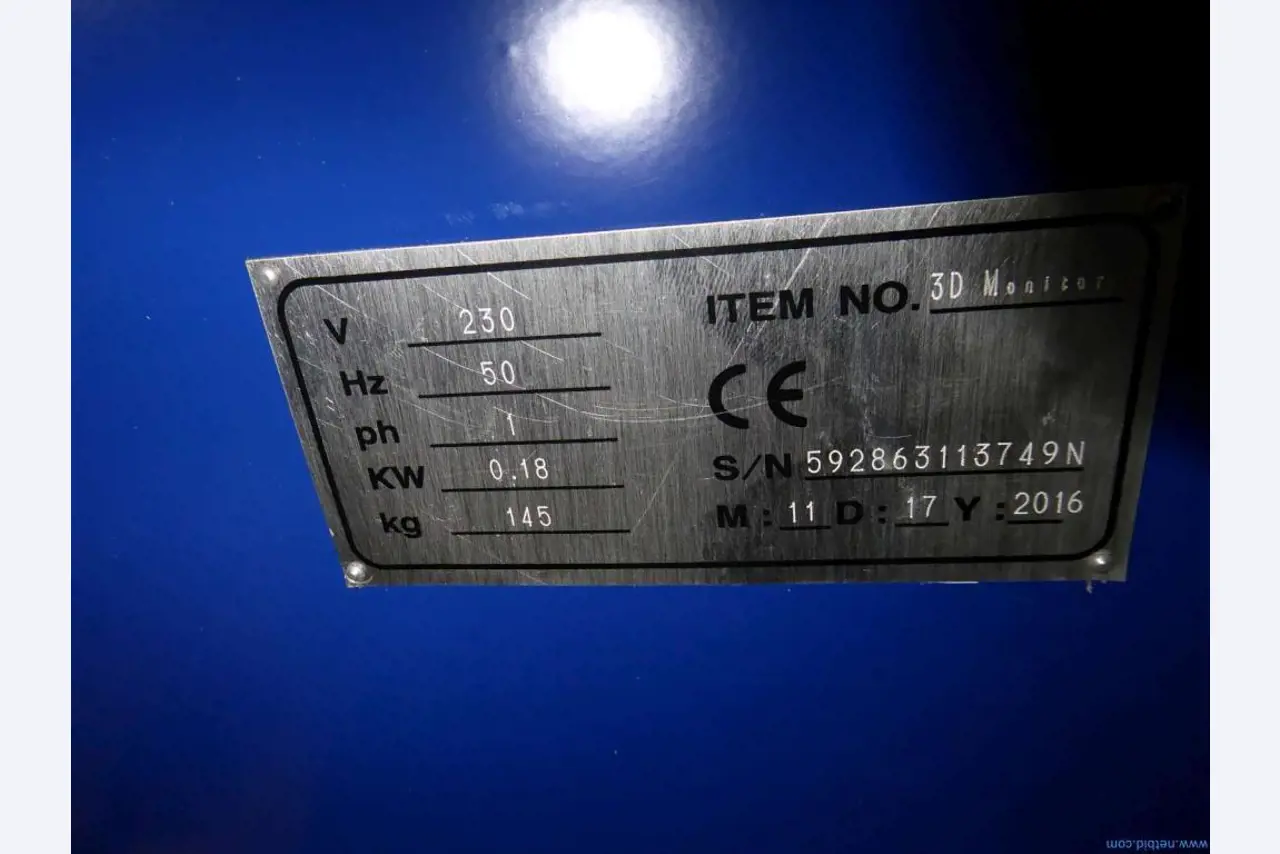 V 230
Hz 50
ph 1
KW 0.18
kg 145
ITEM NO. 3D Monitor
CE
S/N 592863113749N
M: 11 D: 17 Y: 2016
www.netbid.com